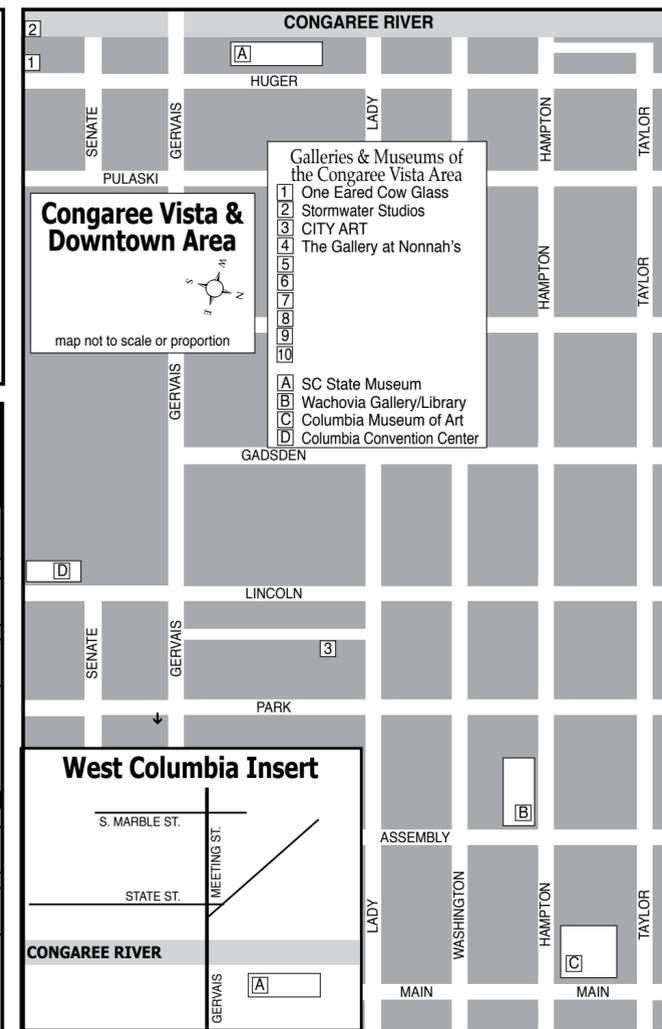 CONGAREE RIVER
2
A
1
HUGER
SENATE
GERVAIS
LADY
HAMPTON
TAYLOR
PULASKI
Galleries & Museums of
the Congaree Vista Area
1 One Eared Cow Glass
2 Stormwater Studios
3 CITY ART
4 The Gallery at Nonnah's
5
6
7
8
9
10
A SC State Museum
B Wachovia Gallery/Library
C Columbia Museum of Art
D Columbia Convention Center
Congaree Vista &
Downtown Area
W
N
S
E
map not to scale or proportion
HAMPTON
TAYLOR
GERVAIS
GADSDEN
D
LINCOLN
SENATE
GERVAIS
3
PARK
West Columbia Insert
S. MARBLE ST.
MEETING ST.
STATE ST.
CONGAREE RIVER
A
GERVAIS
B
ASSEMBLY
LADY
WASHINGTON
HAMPTON
TAYLOR
C
MAIN
MAIN